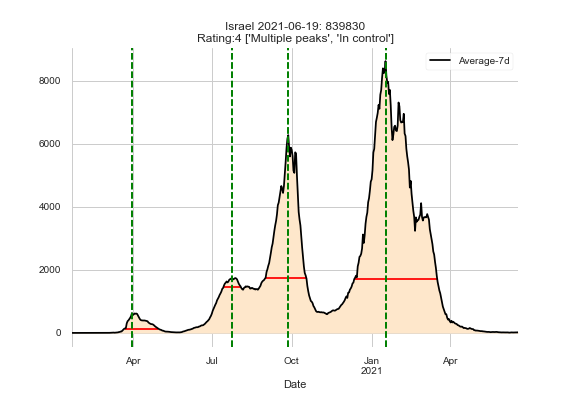 Israel 2021-06-19: 839830
Rating:4 ['Multiple peaks', 'In control']
Average-7d
8000
6000
4000
2000
0
Apr Jul Oct Jan Apr
2021
Date